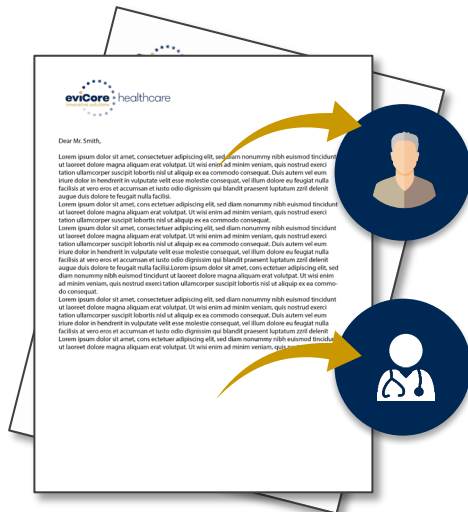 eviCore healthcare
innovative solutions
Dear Mr. Smith,
Lorem ipsum dolor sit amet, consectetuer adipiscing elit, sed diam nonummy nibh euismod tincidunt
ut laoreet dolore magna aliquam erat volutpat. Ut wisi enim ad minim veniam, quis nostrud exerci
tation ullamcorper suscipit lobortis nisl ut aliquip ex ea commodo consequat. Duis autem vel eum
iriure dolor in hendrerit in vulputate velit esse molestie consequat, vel illum dolore eu feugiat nulla
facilisis at vero eros et accumsan et iusto odio dignissim qui blandit praesent luptatum zzril delenit
augue duis dolore te feugait nulla facilisi.
Lorem ipsum dolor sit amet, cons ectetuer adipiscing elit, sed diam nonummy nibh euismod
ut laoreet dolore magna aliquam erat volutpat. Ut wisi enim ad minim veniam, quis nostrud exerci
tation ullamcorper suscipit lobortis nisl ut aliquip ex ea commodo consequat.
Lorem ipsum dolor sit amet, consectetuer adipiscing elit, sed diam nonummy nibh euismod tincidunt
ut laoreet dolore magna aliquam erat volutpat. Ut wisi enim ad minim veniam, quis nostrud exerci
tation ullamcorper suscipit lobortis nisl ut aliquip ex ea commodo consequat. Duis autem vel eum
iriure dolor in hendrerit in vulputate velit esse molestie consequat, vel illum dolore eu feugiat nulla
facilisis at vero eros et accumsan et iusto odio dignissim qui blandit praesent luptatum zzril delenit
augue duis dolore te feugait nulla facilisi.Lorem ipsum dolor sit amet, cons ectetuer adipiscing elit, sed
diam nonummy nibh euismod tincidunt ut laoreet dolore magna aliquam erat volutpat. Ut wisi enim
ad minim veniam, quis nostrud exerci tation ullamcorper suscipit lobortis nisl ut aliquip ex ea commo-
do consequat.
Lorem ipsum dolor sit amet, cons ectetuer adipiscing elit, sed diam nonummy nibh euismod tincidunt
ut laoreet dolore magna aliquam erat volutpat. Ut wisi enim ad minim veniam, quis nostrud exerci
tation ullamcorper suscipit lobortis nisl ut aliquip ex ea commodo consequat. Duis autem vel eum
iriure dolor in hendrerit in vulputate velit esse molestie consequat, vel illum dolore eu feugiat nulla
facilisis at vero eros et accumsan et iusto odio dignissim qui blandit praesent luptatum zzril delenit
Lorem ipsum dolor sit amet, cons ectetuer adipiscing elit, sed diam nonummy nibh euismod tincidunt
ut laoreet dolore magna aliquam erat volutpat. Ut wisi enim ad minim veniam, quis